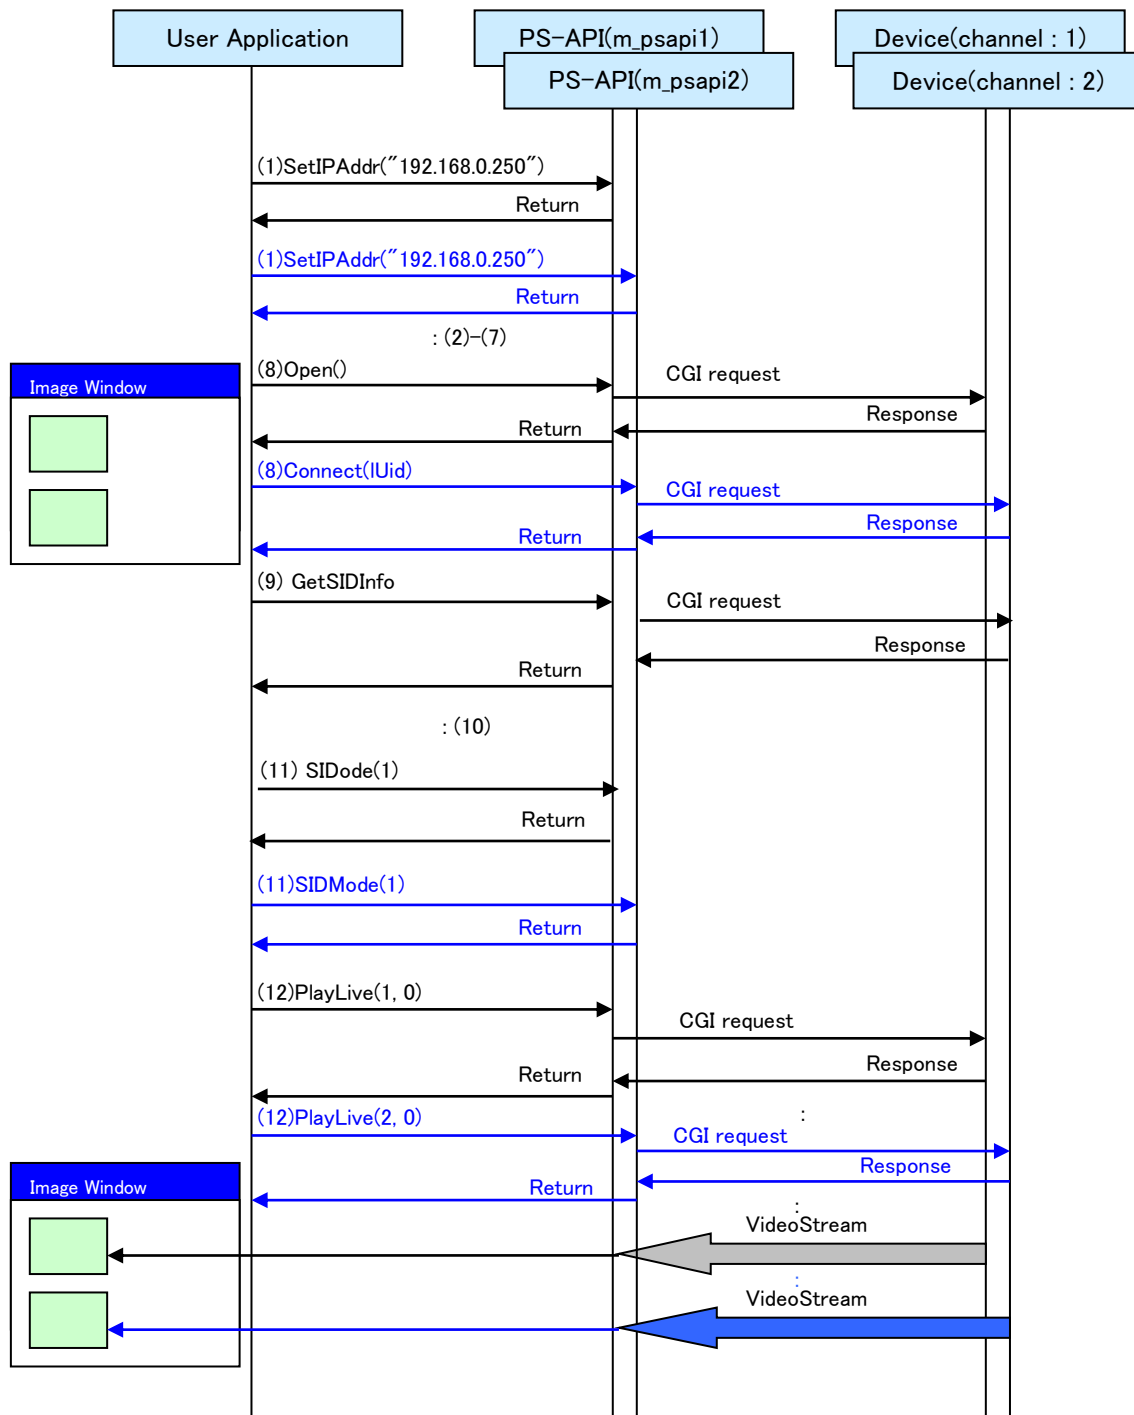 User Application
PS-API(m_psapi1)
Device(channel : 1)
PS-API(m_psapi2)
Device(channel : 2)
(1)SetIPAddr("192.168.0.250")
Return
(1)SetIPAddr("192.168.0.250")
Return
: (2)-(7)
Image Window
(8)Open()
CGI request
Response
Return
(8)Connect(lUid)
CGI request
Response
Return
(9) GetSIDInfo
CGI request
Response
Return
: (10)
(11) SIDode(1)
Return
(11)SIDMode(1)
Return
(12)PlayLive(1, 0)
CGI request
Response
Return
(12)PlayLive(2, 0)
:
CGI request
Response
Image Window
Return
:
VideoStream
:
VideoStream